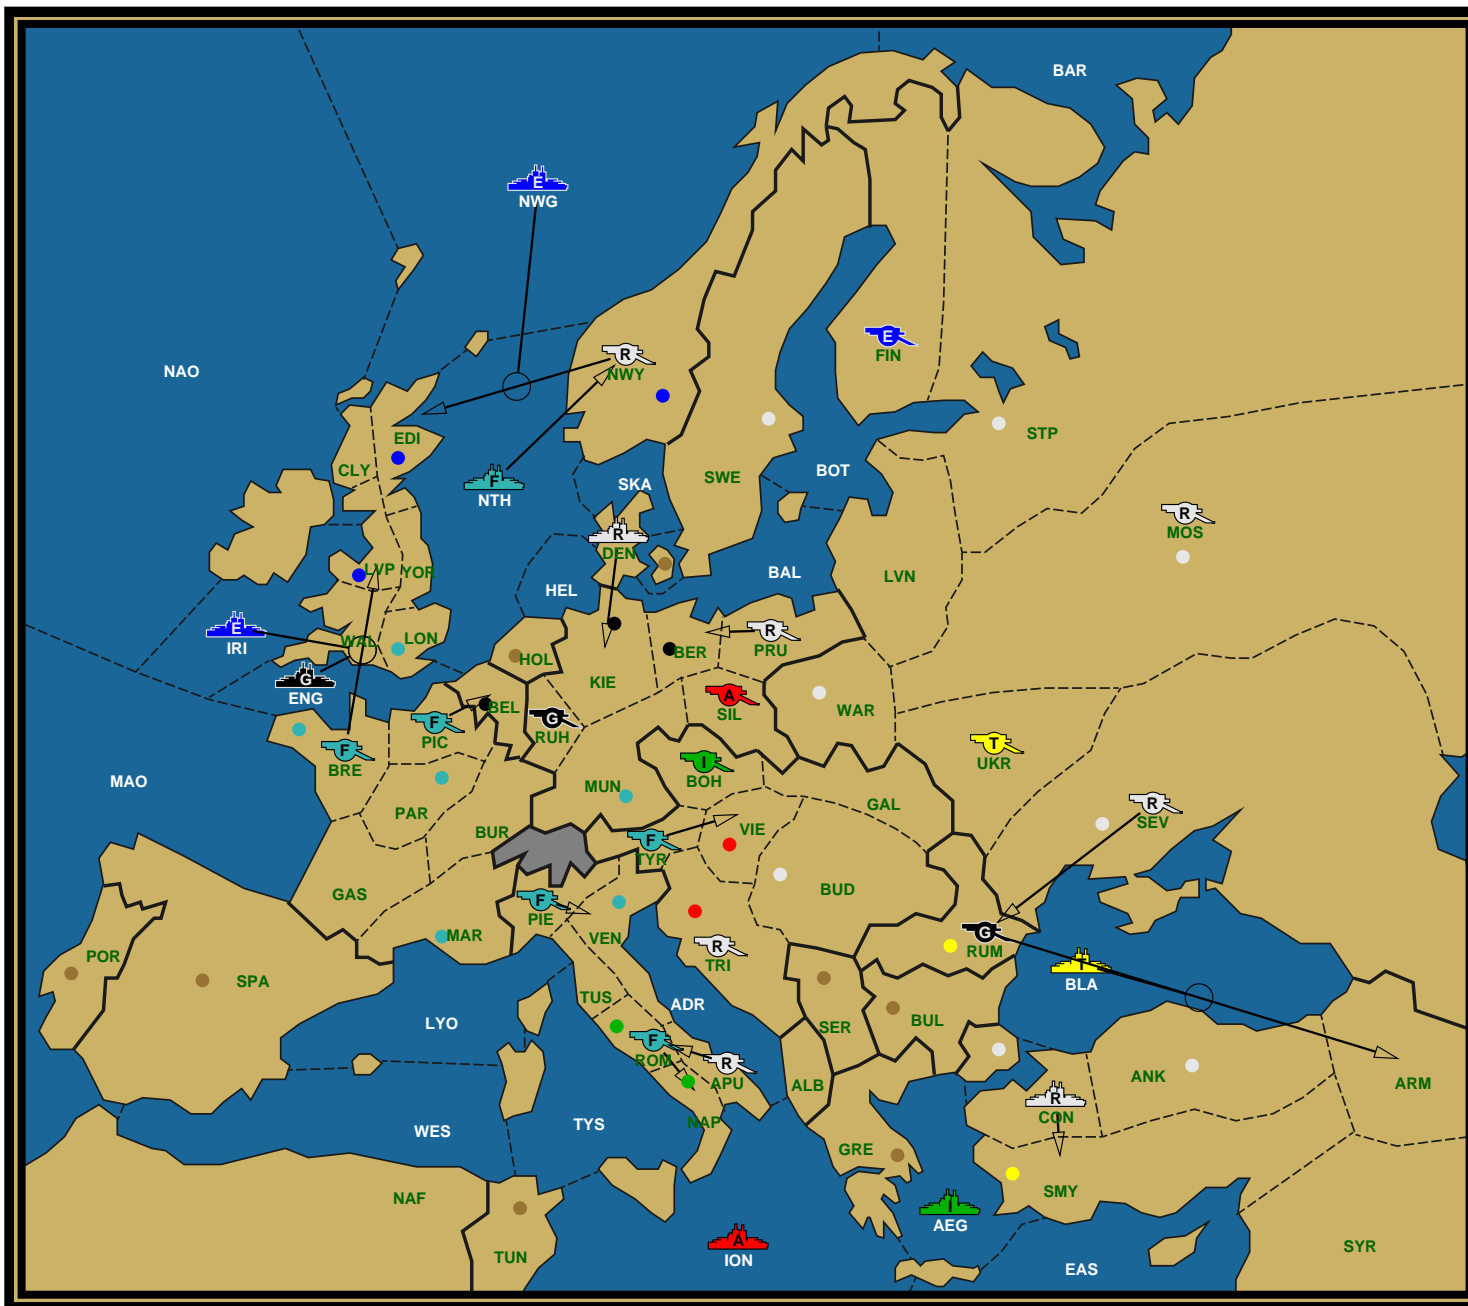 BAR
E
NWG
E
FIN
R
NWY
NAO
EDI
CLY
F
NTH
SKA
SWE
BOT
STP
R
MOS
R
DEN
LVP
YOR
HEL
BAL
LVN
E
IRI
WAL
LON
HOL
KIE
BER
R
PRU
G
ENG
F
PIC
BEL
G
RUH
A
SIL
WAR
F
BRE
T
UKR
I
BOH
MAO
MUN
PAR
GAL
R
SEV
BUR
F
TYR
VIE
BUD
GAS
F
PIE
MAR
VEN
R
TRI
G
RUM
POR
SPA
T
BLA
TUS
ADR
LYO
SER
BUL
F
ROM
R
APU
ALB
ANK
ARM
R
CON
NAP
WES
TYS
GRE
NAF
SMY
I
AEG
TUN
A
ION
EAS
SYR